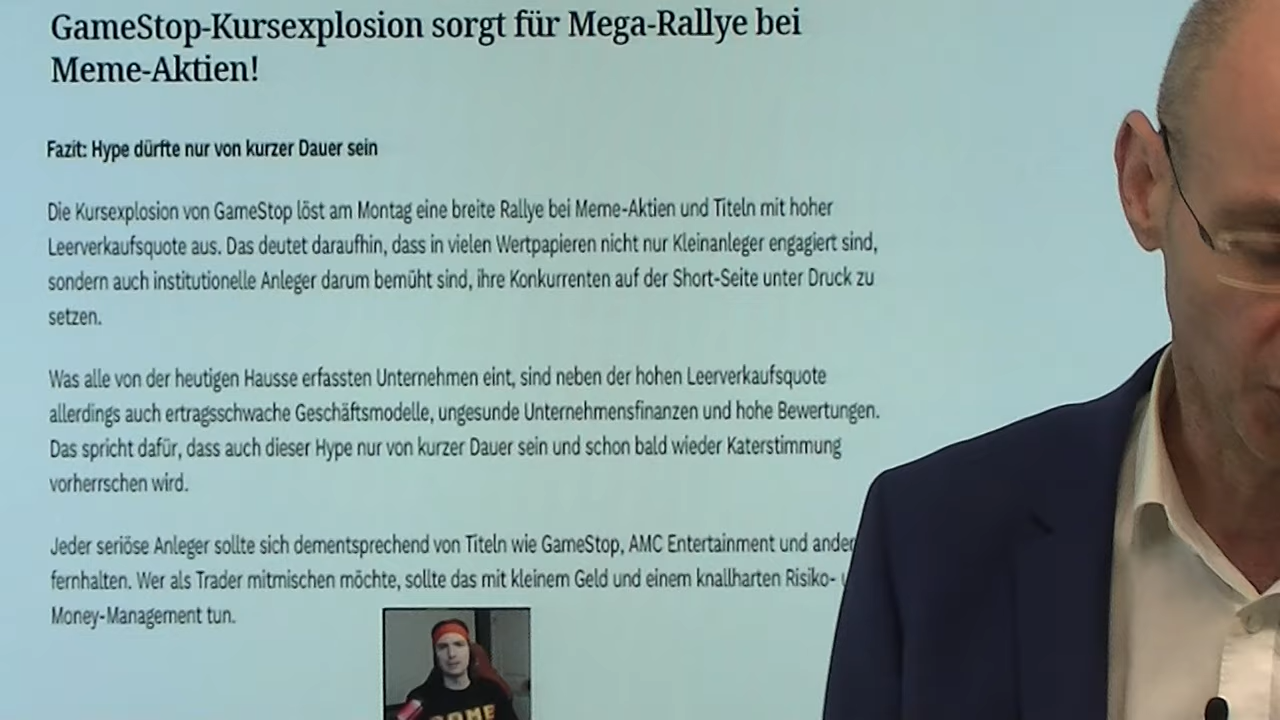 GameStop-Kursexplosion sorgt für Mega-Rallye bei
Meme-Aktien!
Fazit: Hype dürfte nur von kurzer Dauer sein
Die Kursexplosion von GameStop löst am Montag eine breite Rallye bei Meme-Aktien und Titeln mit hoher
Leerverkaufsquote aus. Das deutet daraufhin, dass in vielen Wertpapieren nicht nur Kleinanleger engagiert sind,
sondern auch institutionelle Anleger darum bemüht sind, ihre Konkurrenten auf der Short-Seite unter Druck zu
setzen.
Was alle von der heutigen Hausse erfassten Unternehmen eint, sind neben der hohen Leerverkaufsquote
allerdings auch ertragsschwache Geschäftsmodelle, ungesunde Unternehmensfinanzen und hohe Bewertungen.
Das spricht dafür, dass auch dieser Hype nur von kurzer Dauer sein und schon bald wieder Katerstimmung
vorherrschen wird.
Jeder seriöse Anleger sollte sich dementsprechend von Titeln wie GameStop, AMC Entertainment und
fernhalten. Wer als Trader mitmischen möchte, sollte das mit kleinem Geld und einem knallharten Risiko-
Money-Management tun.